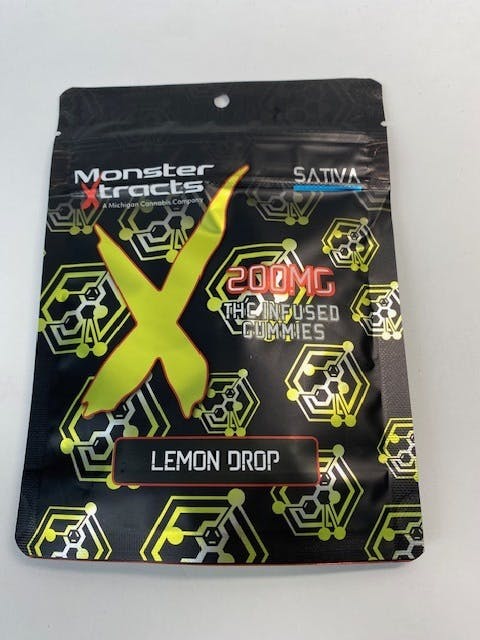 Monster
Xtracts
A Michigan Cannabis Company
SATIVA
200MG
THC INFUSED
GUMMIES
LEMON DROP